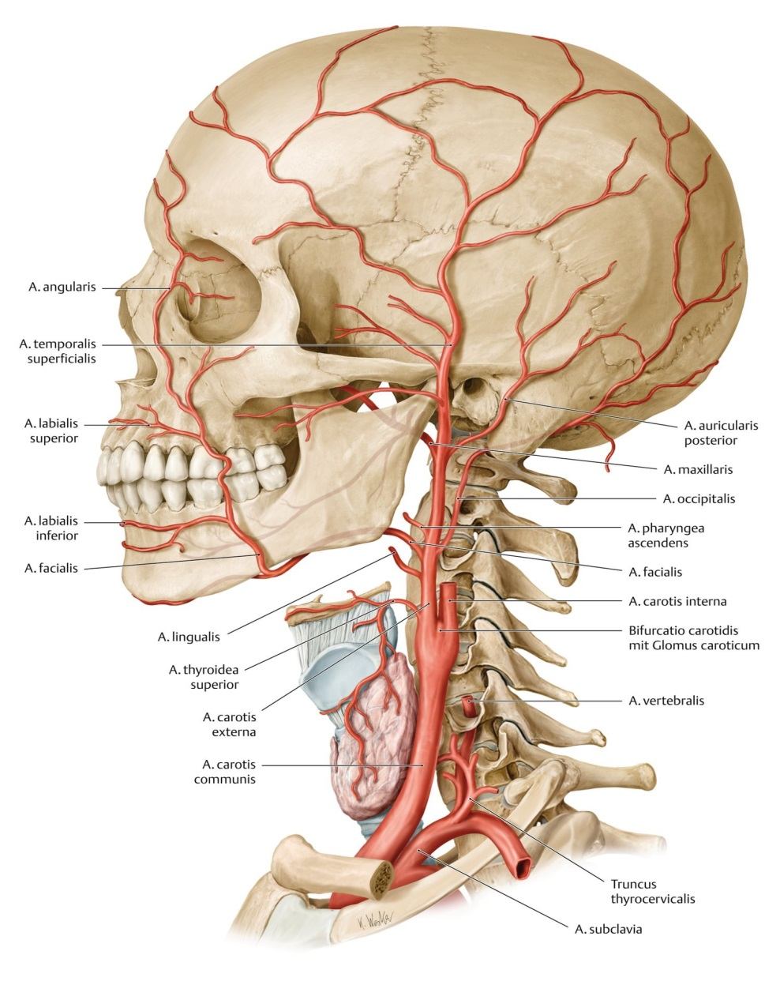 A. angularis
A. temporalis
superficialis
A. labialis
superior
A. labialis
inferior
A. facialis
A. lingualis
A. thyroidea
superior
A. carotis
externa
A. carotis
communis
A. auricularis
posterior
A. maxillaris
A. occipitalis
A. pharyngea
ascendens
A. facialis
A. carotis interna
Bifurcatio carotidis
mit Glomus caroticum
A. vertebralis
Truncus
thyrocervicalis
A. subclavia